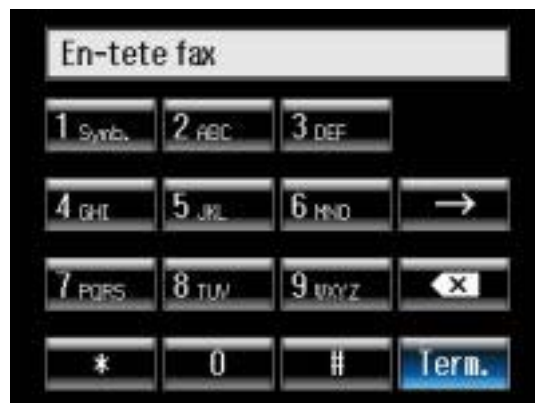 En-tete fax
1 Symb. 2 ABC 3 DEF
4 GHI 5 JKL 6 MNO →
7 PQRS 8 TUV 9 WXYZ
* 0 # Term.